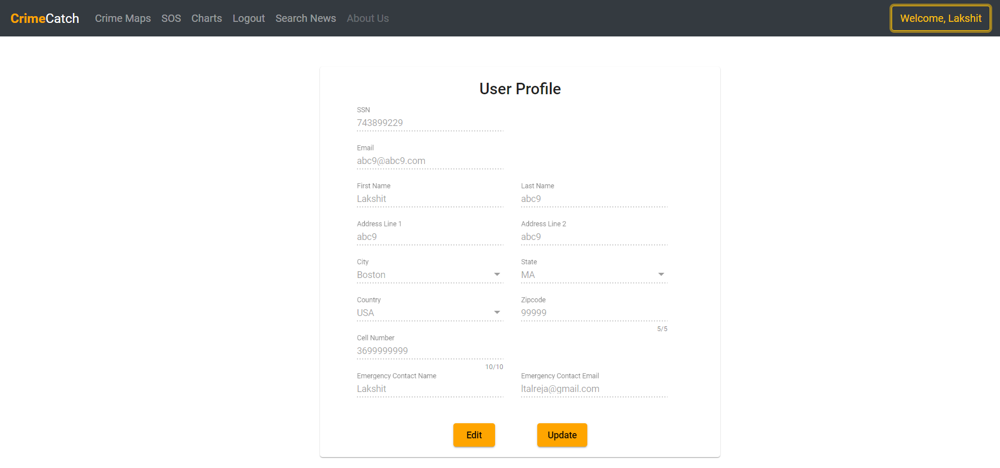 CrimeCatch Crime Maps SOS Charts Logout Search News About Us Welcome, Lakshit
User Profile
SSN
743899229
Email
abc9@abc9.com
First Name Last Name
Lakshit abc9
Address Line 1 Address Line 2
abc9 abc9
City State
Boston MA
Country Zipcode
USA 99999
5/5
Cell Number
3699999999
10/10
Emergency Contact Name Emergency Contact Email
Lakshit ltalreja@gmail.com
Edit Update